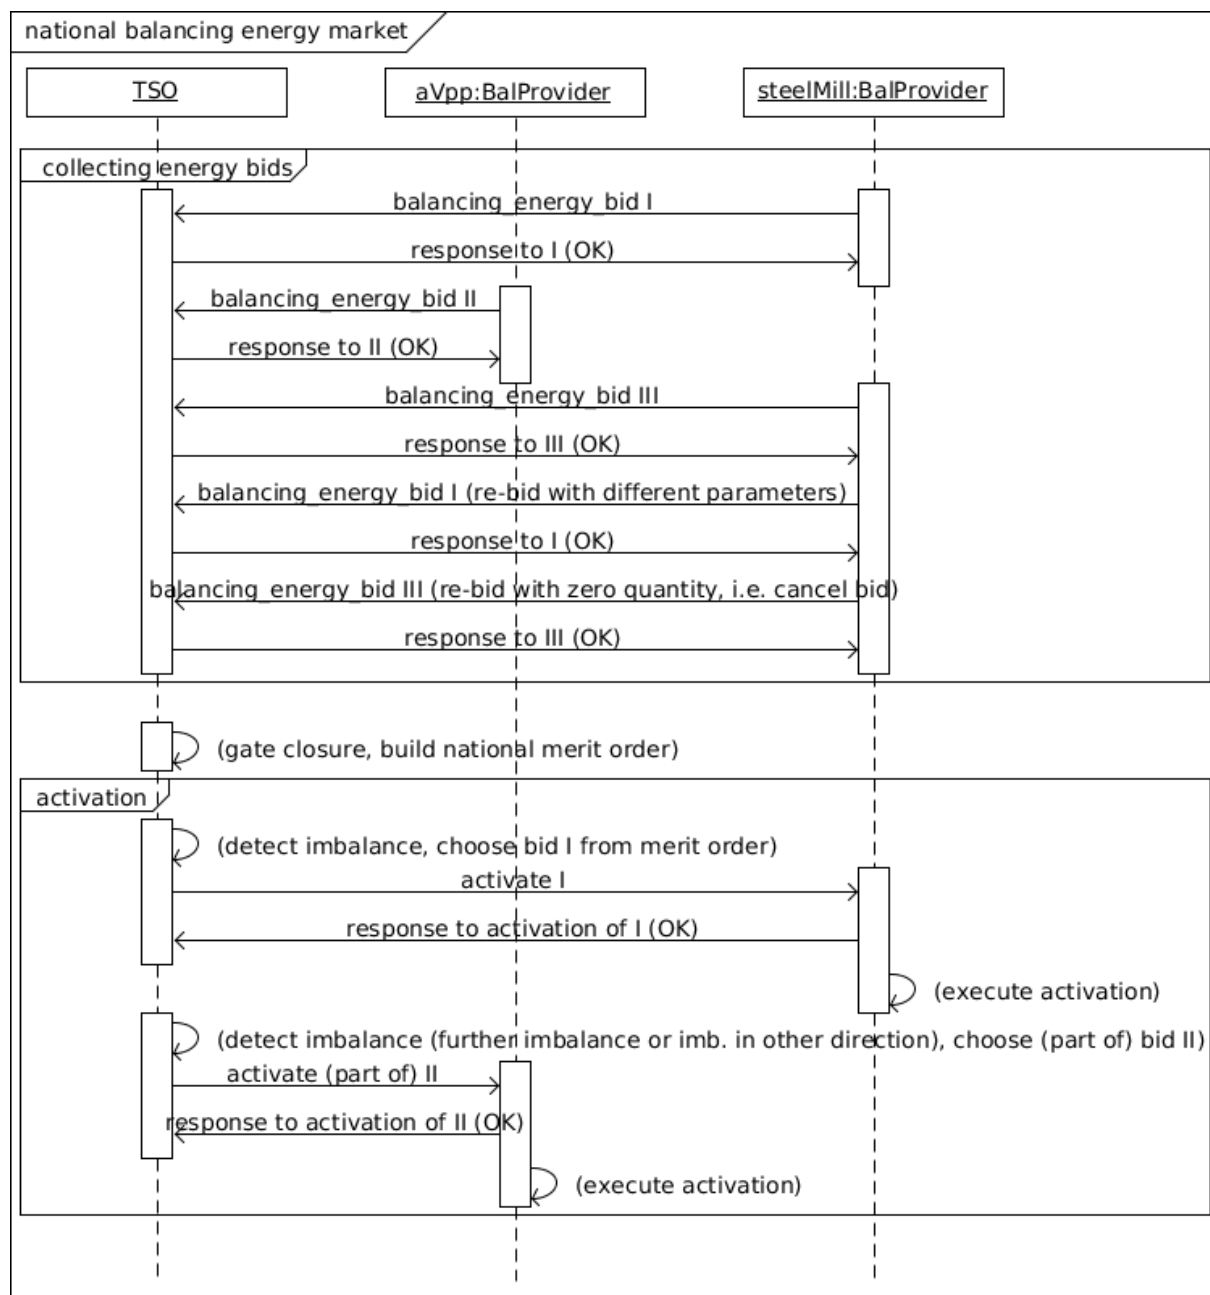 national balancing energy market
TSO
aVpp:BalProvider
steelMill:BalProvider
collecting energy bids
balancing_energy_bid I
response to I (OK)
balancing_energy_bid II
response to II (OK)
balancing_energy_bid III
response to III (OK)
balancing_energy_bid I (re-bid with different parameters)
response to I (OK)
balancing_energy_bid III (re-bid with zero quantity, i.e. cancel bid)
response to III (OK)
(gate closure, build national merit order)
activation
(detect imbalance, choose bid I from merit order)
activate I
response to activation of I (OK)
(execute activation)
(detect imbalance (further imbalance or imb. in other direction), choose (part of) bid II)
activate (part of) II
response to activation of II (OK)
(execute activation)